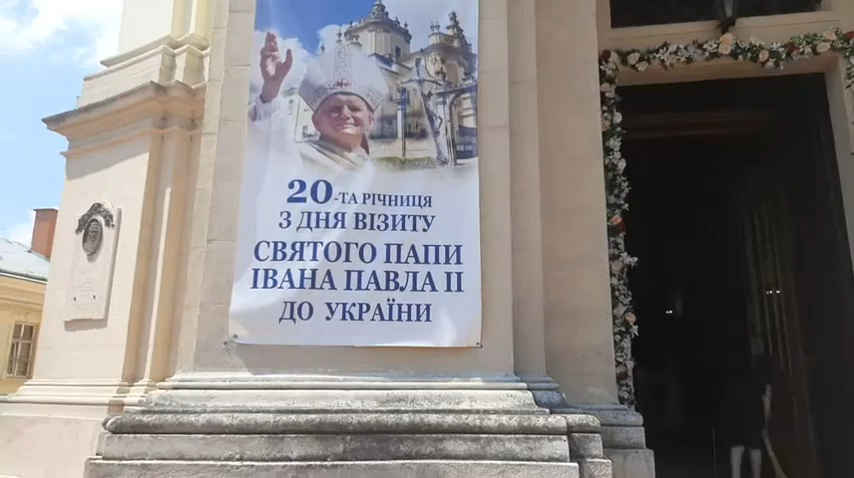 20-ТА РІЧНИЦЯ
З ДНЯ ВІЗИТУ
СВЯТОГО ПАПИ
ІВАНА ПАВЛА ІІ
ДО УКРАЇНИ